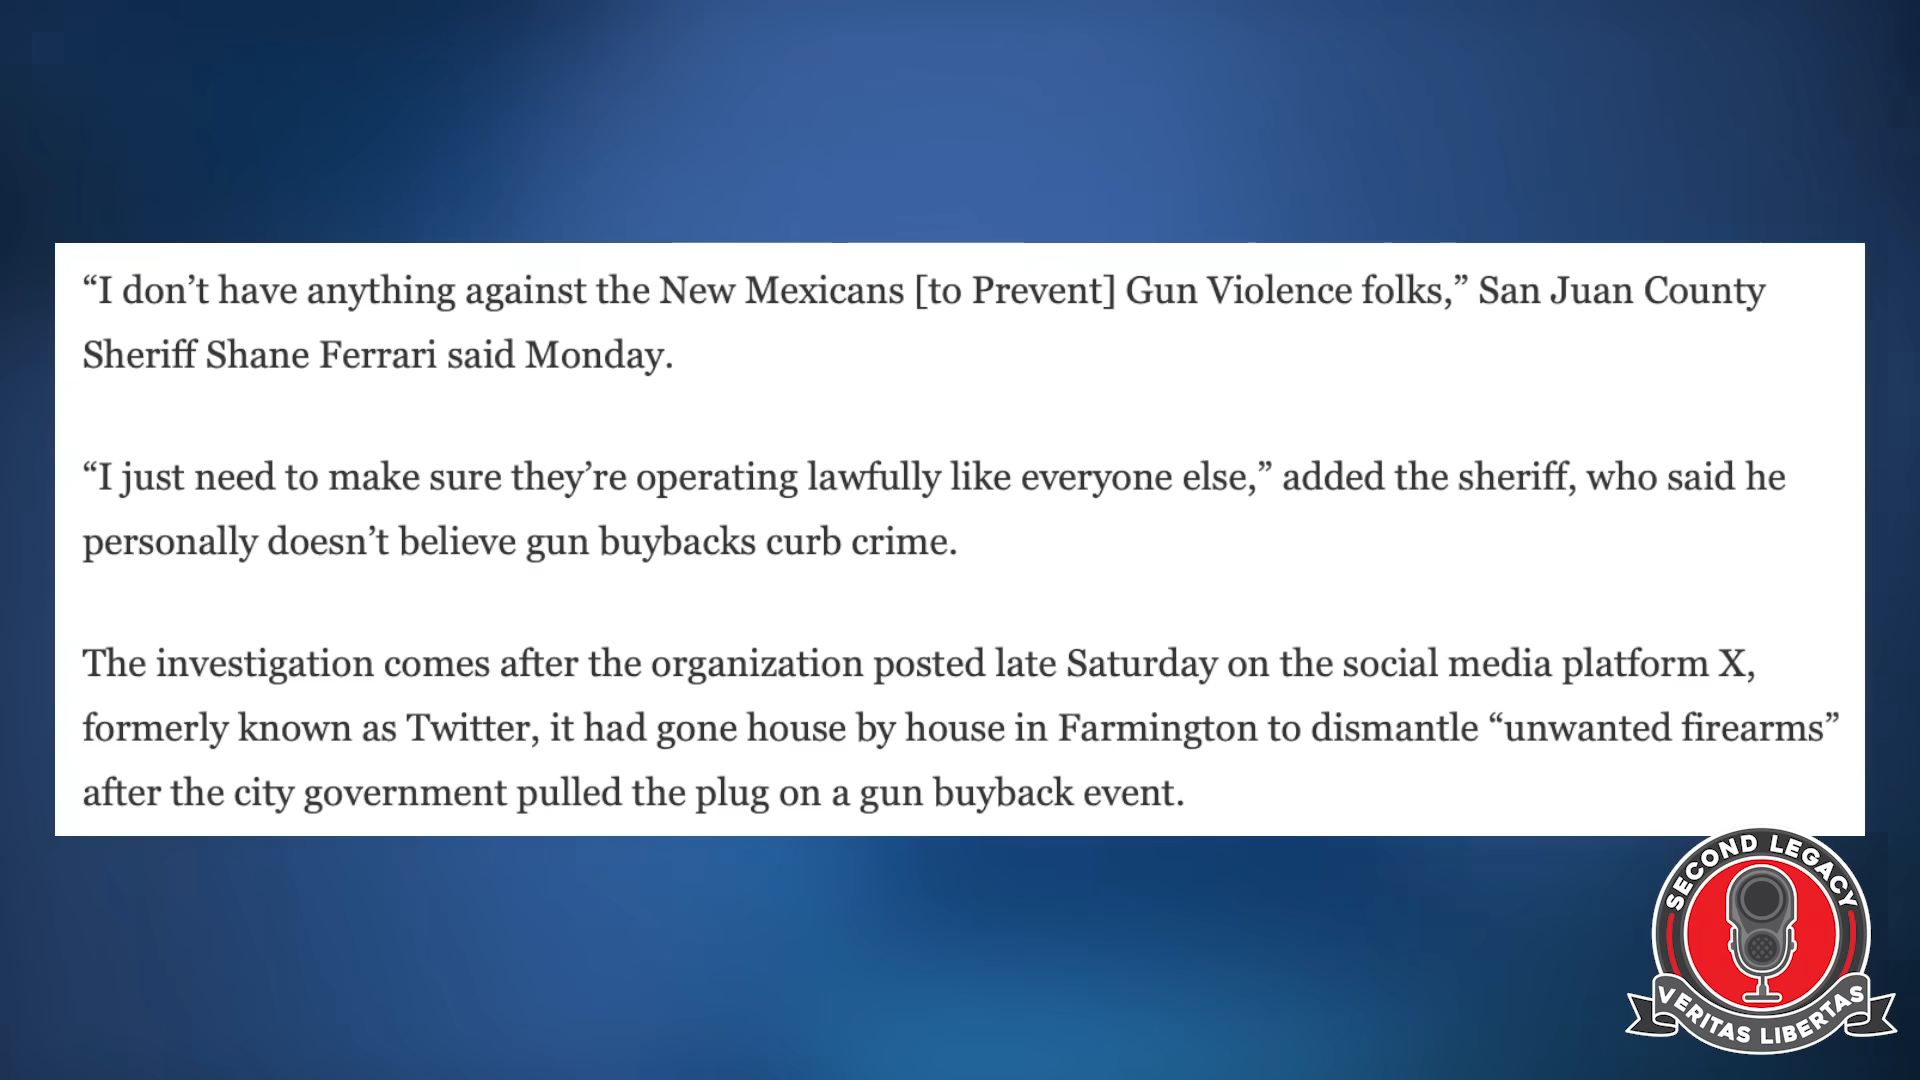 “I don’t have anything against the New Mexicans [to Prevent] Gun Violence folks,” San Juan County
Sheriff Shane Ferrari said Monday.
“I just need to make sure they’re operating lawfully like everyone else,” added the sheriff, who said he
personally doesn’t believe gun buybacks curb crime.
The investigation comes after the organization posted late Saturday on the social media platform X,
formerly known as Twitter, it had gone house by house in Farmington to dismantle “unwanted firearms”
after the city government pulled the plug on a gun buyback event.
SECOND LEGACY
VERITAS LIBERTAS